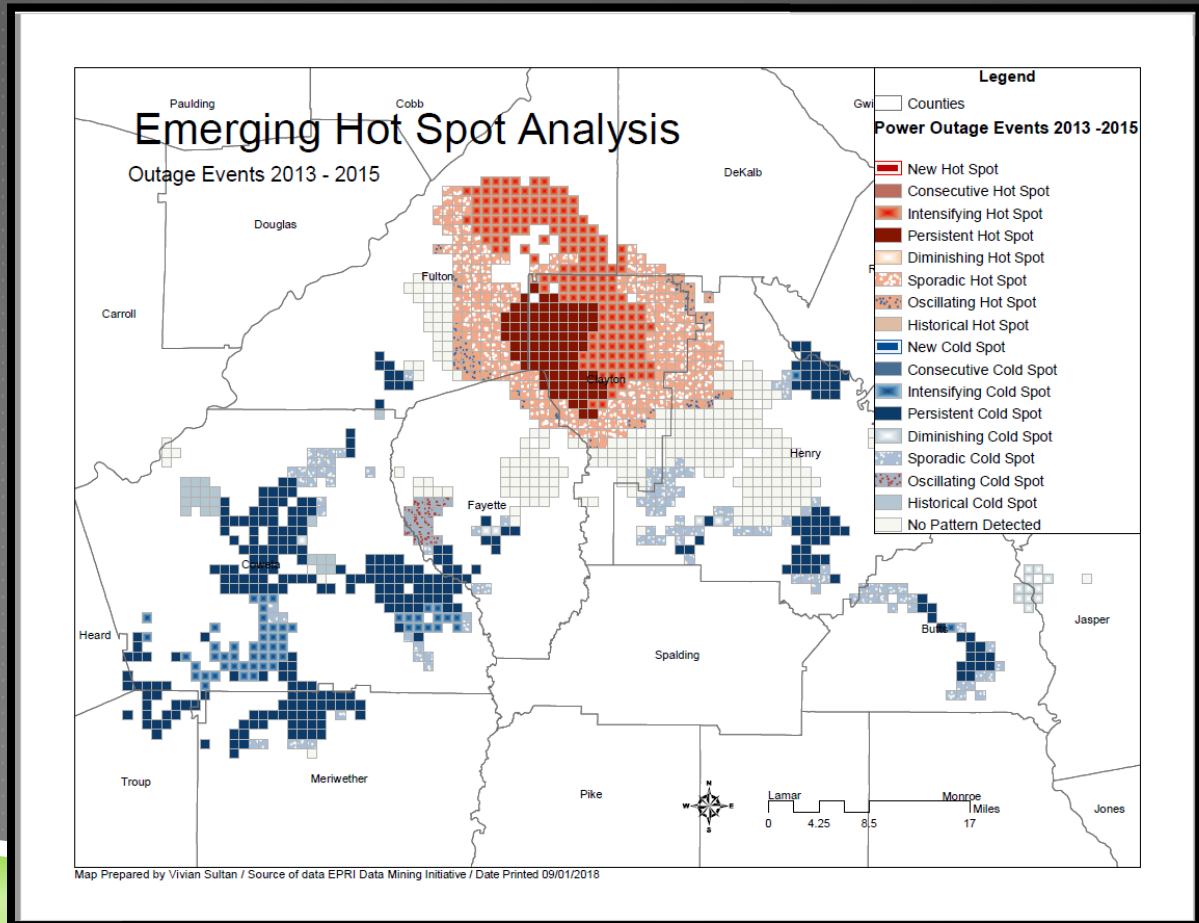 Emerging Hot Spot Analysis
Outage Events 2013 - 2015
Paulding
Cobb
Gwi
DeKalb
Douglas
Fulton
R
Carroll
Clayton
Henry
Fayette
Coweta
Heard
Butts
Jasper
Spalding
Troup
Meriwether
Pike
Lamar
Monroe
Jones
Legend
Counties
Power Outage Events 2013 -2015
New Hot Spot
Consecutive Hot Spot
Intensifying Hot Spot
Persistent Hot Spot
Diminishing Hot Spot
Sporadic Hot Spot
Oscillating Hot Spot
Historical Hot Spot
New Cold Spot
Consecutive Cold Spot
Intensifying Cold Spot
Persistent Cold Spot
Diminishing Cold Spot
Sporadic Cold Spot
Oscillating Cold Spot
Historical Cold Spot
No Pattern Detected
N
W E
S
Miles
0 4.25 8.5 17
Map Prepared by Vivian Sultan / Source of data EPRI Data Mining Initiative / Date Printed 09/01/2018